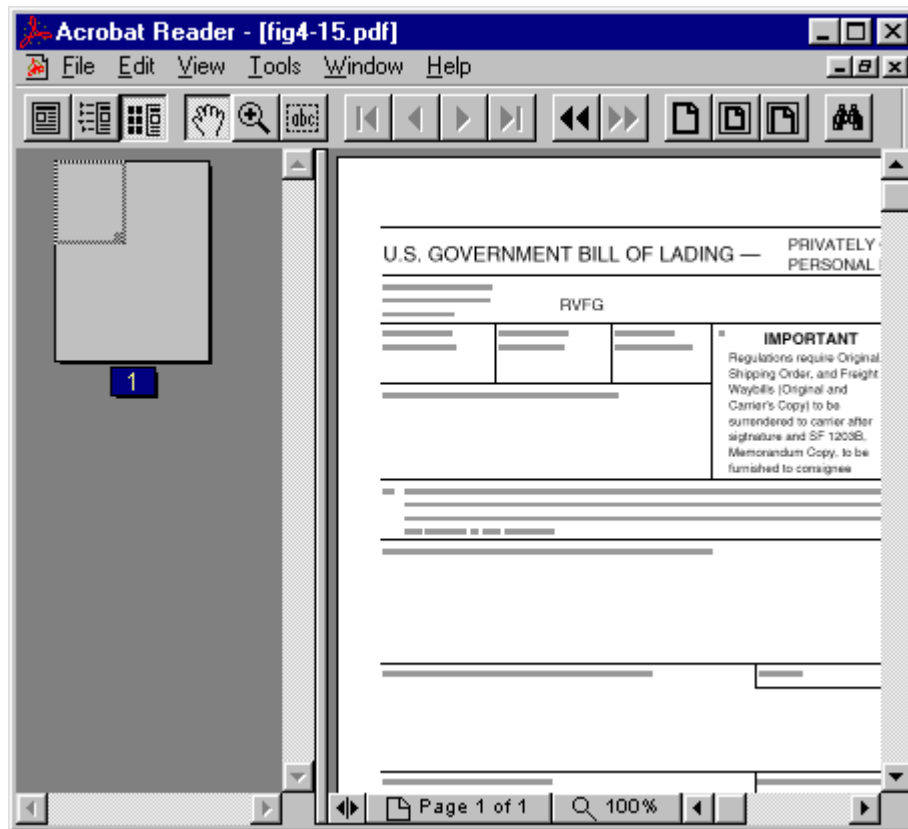 Acrobat Reader - [fig4-15.pdf]
File Edit View Tools Window Help
abc
1
U.S. GOVERNMENT BILL OF LADING —
PRIVATELY
PERSONAL
RVFG
IMPORTANT
Regulations require Original
Shipping Order, and Freight
Waybills (Original and
Carrier's Copy) to be
surrendered to carrier after
sigtnature and SF 1203B,
Memorandum Copy, to be
furnished to consignee
Page 1 of 1 100%